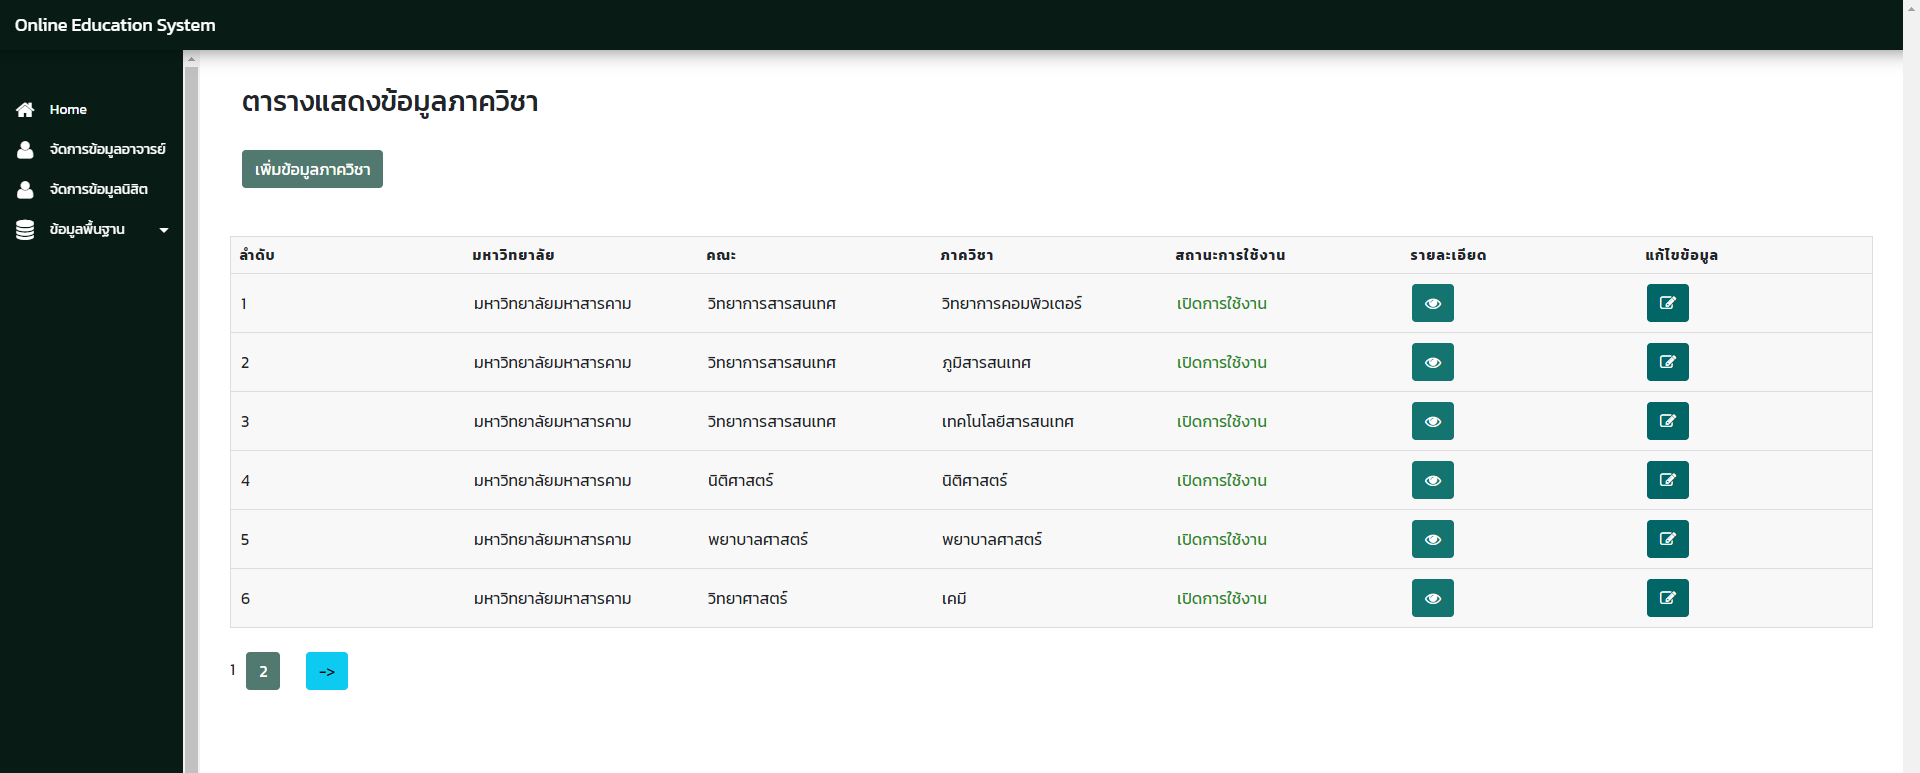 Online Education System
Home
จัดการข้อมูลอาจารย์
จัดการข้อมูลนิสิต
ข้อมูลพื้นฐาน
ตารางแสดงข้อมูลภาควิชา
เพิ่มข้อมูลภาควิชา
ลำดับ มหาวิทยาลัย คณะ ภาควิชา สถานะการใช้งาน รายละเอียด แก้ไขข้อมูล
1 มหาวิทยาลัยมหาสารคาม วิทยาการสารสนเทศ วิทยาการคอมพิวเตอร์ เปิดการใช้งาน
2 มหาวิทยาลัยมหาสารคาม วิทยาการสารสนเทศ ภูมิสารสนเทศ เปิดการใช้งาน
3 มหาวิทยาลัยมหาสารคาม วิทยาการสารสนเทศ เทคโนโลยีสารสนเทศ เปิดการใช้งาน
4 มหาวิทยาลัยมหาสารคาม นิติศาสตร์ นิติศาสตร์ เปิดการใช้งาน
5 มหาวิทยาลัยมหาสารคาม พยาบาลศาสตร์ พยาบาลศาสตร์ เปิดการใช้งาน
6 มหาวิทยาลัยมหาสารคาม วิทยาศาสตร์ เคมี เปิดการใช้งาน
1 2 ->